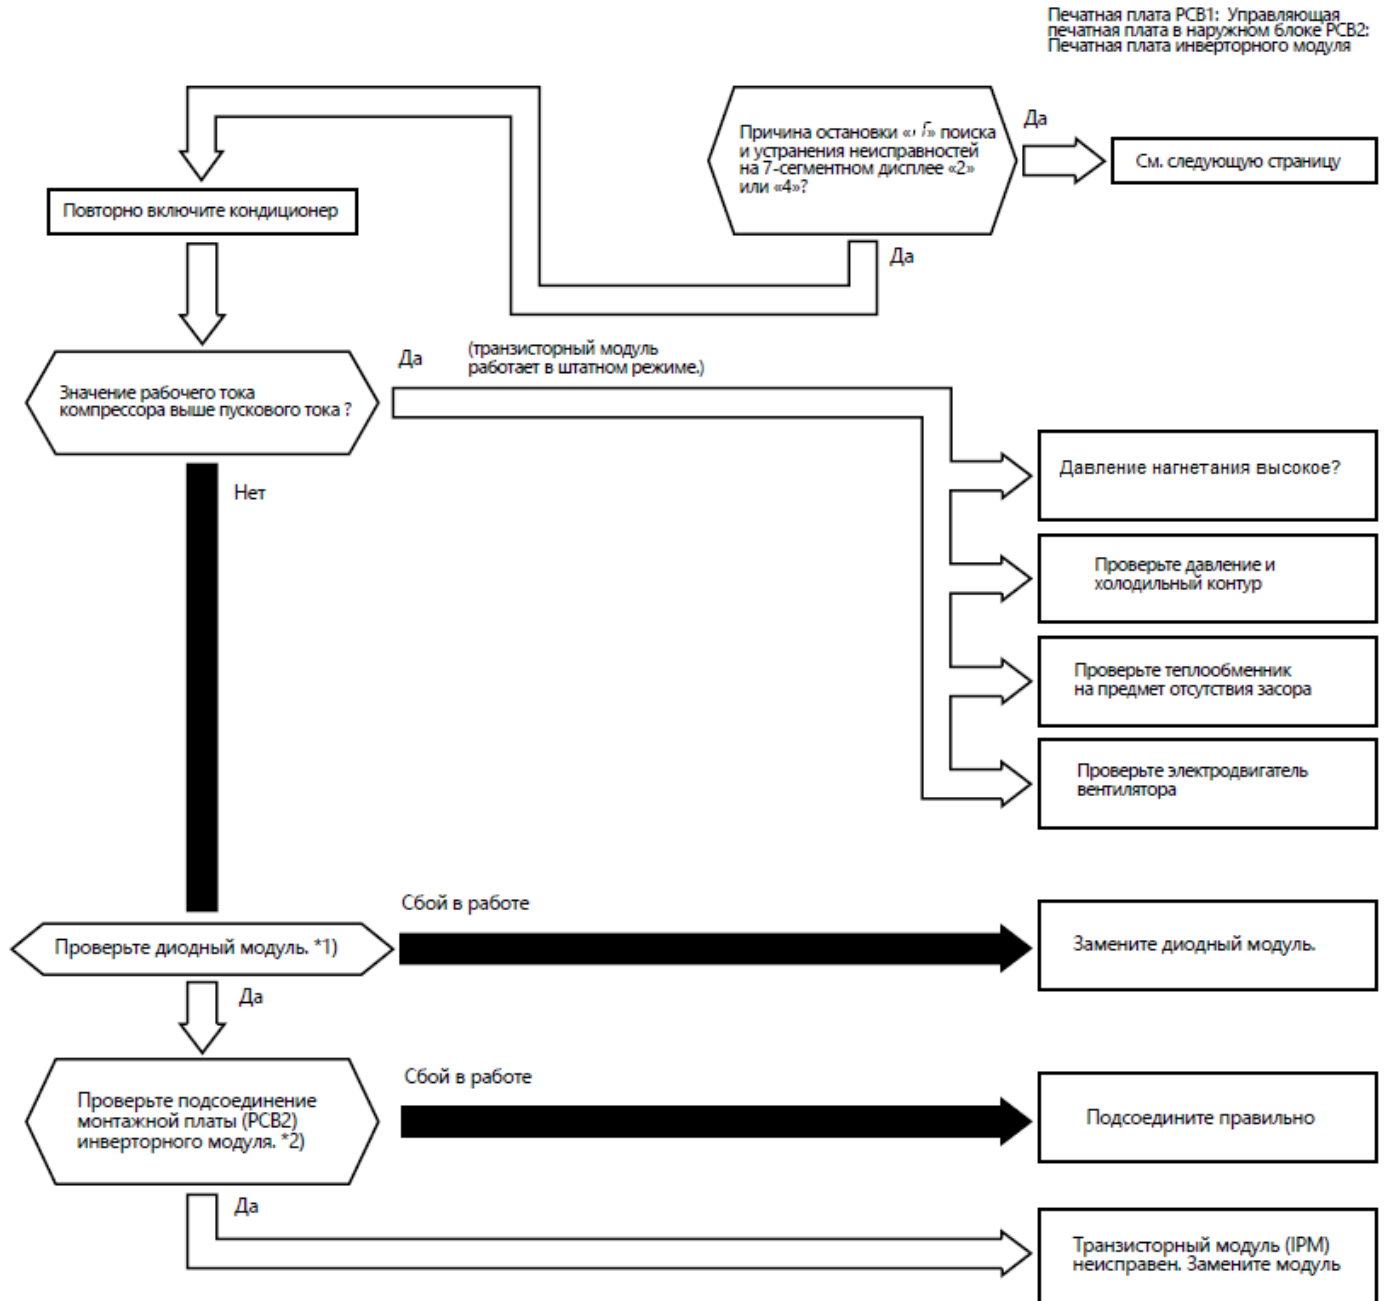 Печатная плата PCB1: Управляющая
печатная плата в наружном блоке PCB2:
Печатная плата инверторного модуля
Причина остановки « » поиска
и устранения неисправностей
на 7-сегментном дисплее «2»
или «4»?
Да
См. следующую страницу
Да
Повторно включите кондиционер
Значение рабочего тока
компрессора выше пускового тока ?
Да
(транзисторный модуль
работает в штатном режиме.)
Нет
Давление нагнетания высокое?
Проверьте давление и
холодильный контур
Проверьте теплообменник
на предмет отсутствия засора
Проверьте электродвигатель
вентилятора
Проверьте диодный модуль. *1)
Сбой в работе
Замените диодный модуль.
Да
Проверьте подсоединение
монтажной платы (PCB2)
инверторного модуля. *2)
Сбой в работе
Подсоедините правильно
Да
Транзисторный модуль (IPM)
неисправен. Замените модуль